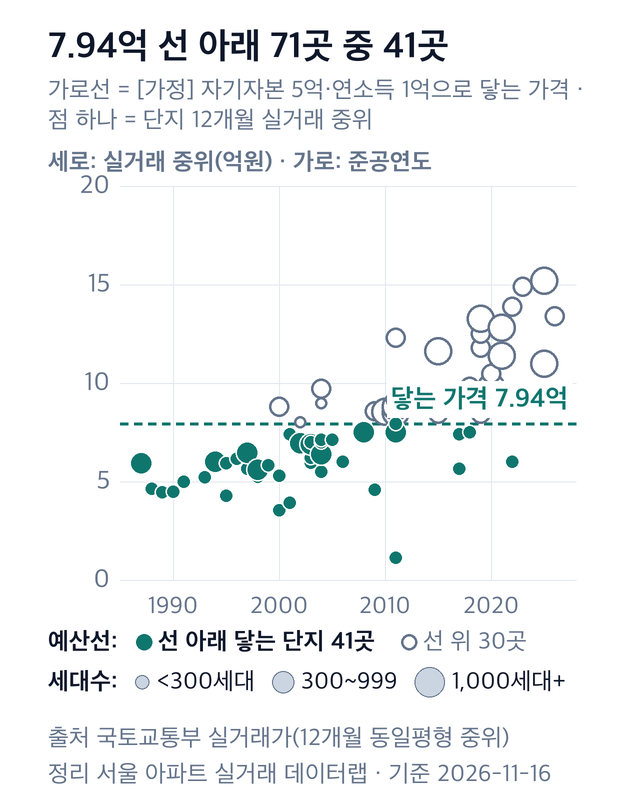 7.94억 선 아래 71곳 중 41곳
가로선 = [가정] 자기자본 5억·연소득 1억으로 닿는 가격 ·
점 하나 = 단지 12개월 실거래 중위
세로: 실거래 중위(억원) · 가로: 준공연도
20
15
10
닿는 가격 7.94억
5
0
1990 2000 2010 2020
예산선: 선 아래 닿는 단지 41곳 선 위 30곳
세대수: <300세대 300~999 1,000세대+
출처 국토교통부 실거래가(12개월 동일평형 중위)
정리 서울 아파트 실거래 데이터랩 · 기준 2026-11-16